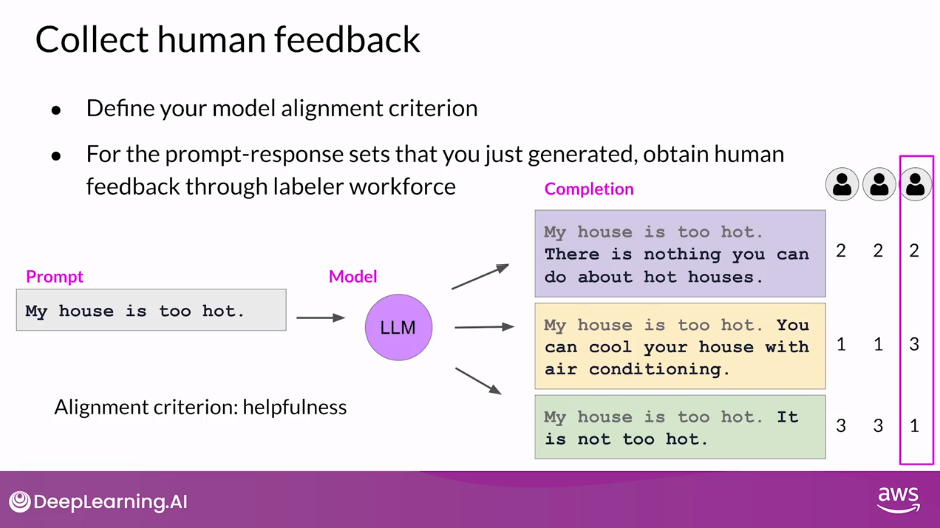 Collect human feedback
• Define your model alignment criterion
• For the prompt-response sets that you just generated, obtain human
feedback through labeler workforce
Completion
My house is too hot.
There is nothing you can
do about hot houses.
2 2 2
Prompt
My house is too hot.
Model
LLM
My house is too hot. You
can cool your house with
air conditioning.
1 1 3
My house is too hot. It
is not too hot.
3 3 1
Alignment criterion: helpfulness
DeepLearning.AI
aws